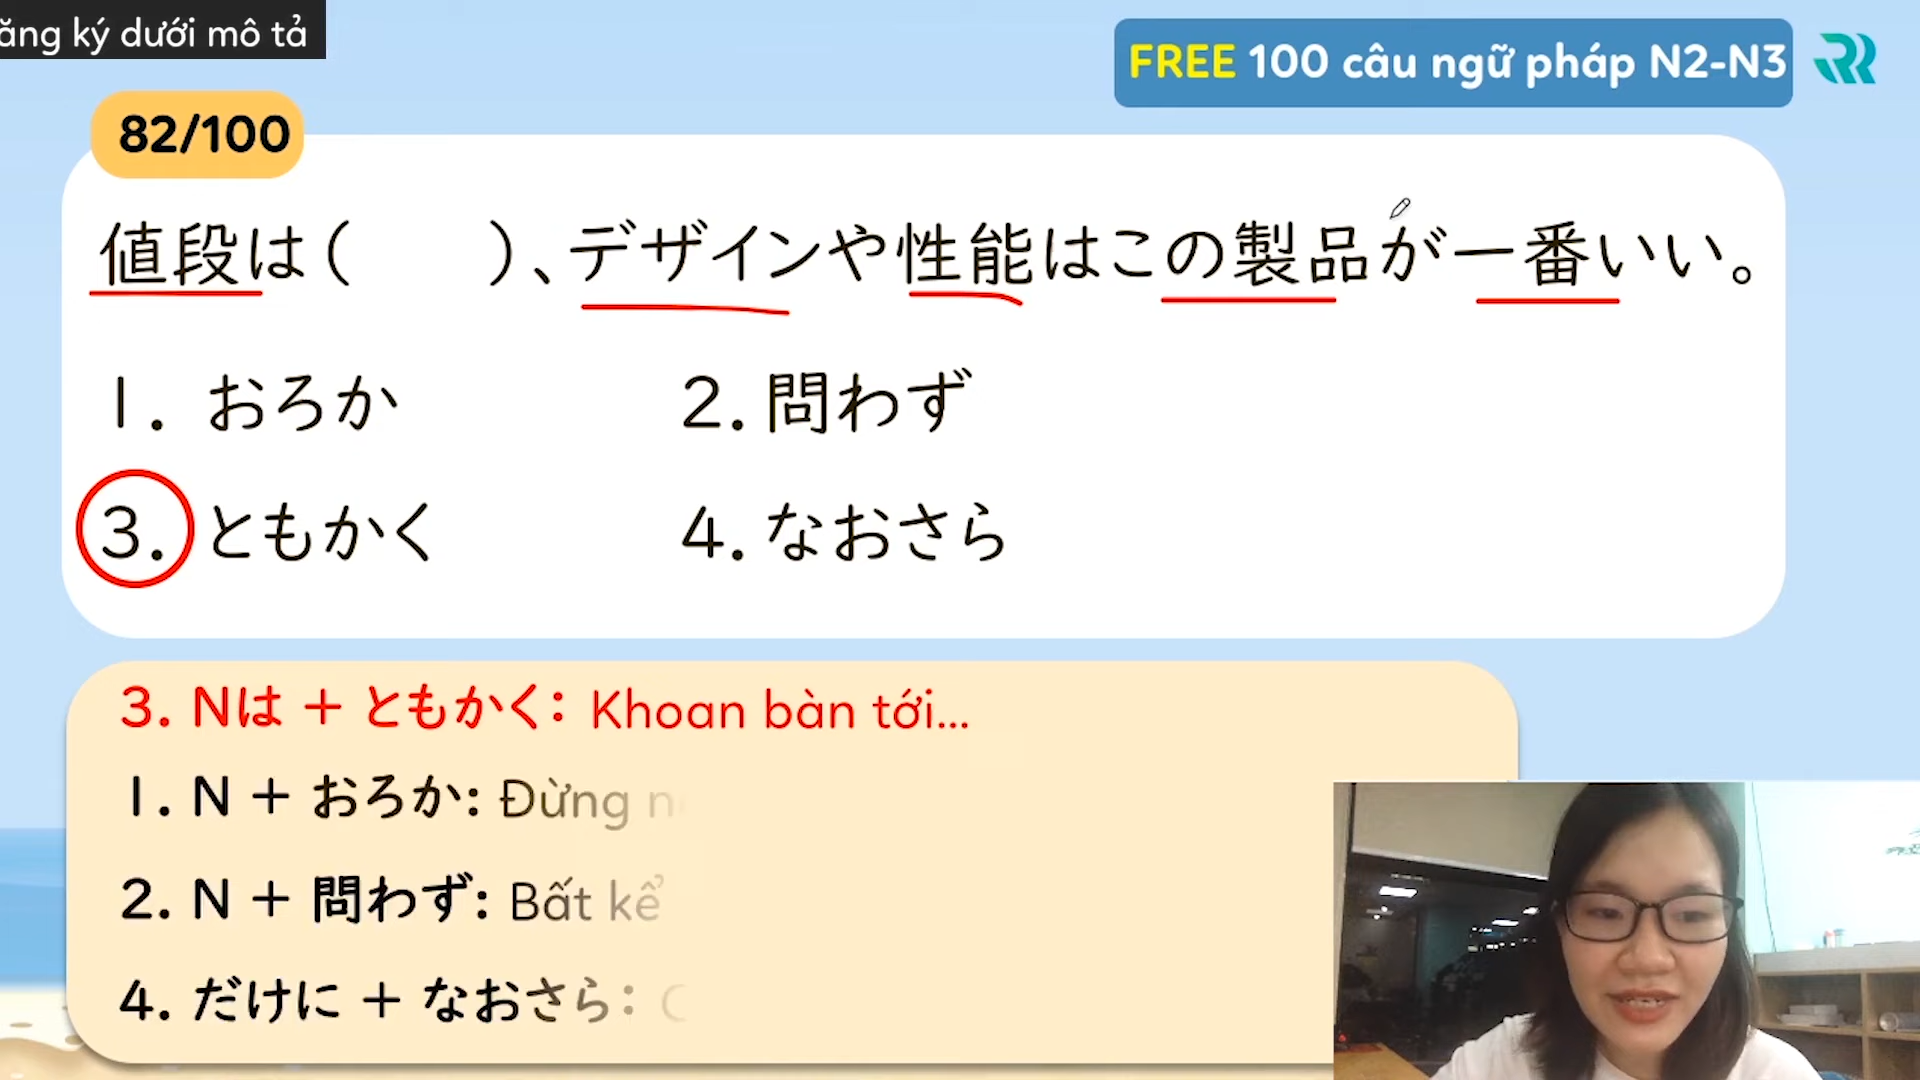 ăng ký dưới mô tả
FREE 100 câu ngữ pháp N2-N3
82/100
値段は( )、デザインや性能はこの製品が一番いい。
1. おろか
2. 問わず
3. ともかく
4. なおさら
3. Nは + ともかく: Khoan bàn tới...
1. N + おろか: Đừng
2. N + 問わず: Bất kể
4. だけに + なおさら: